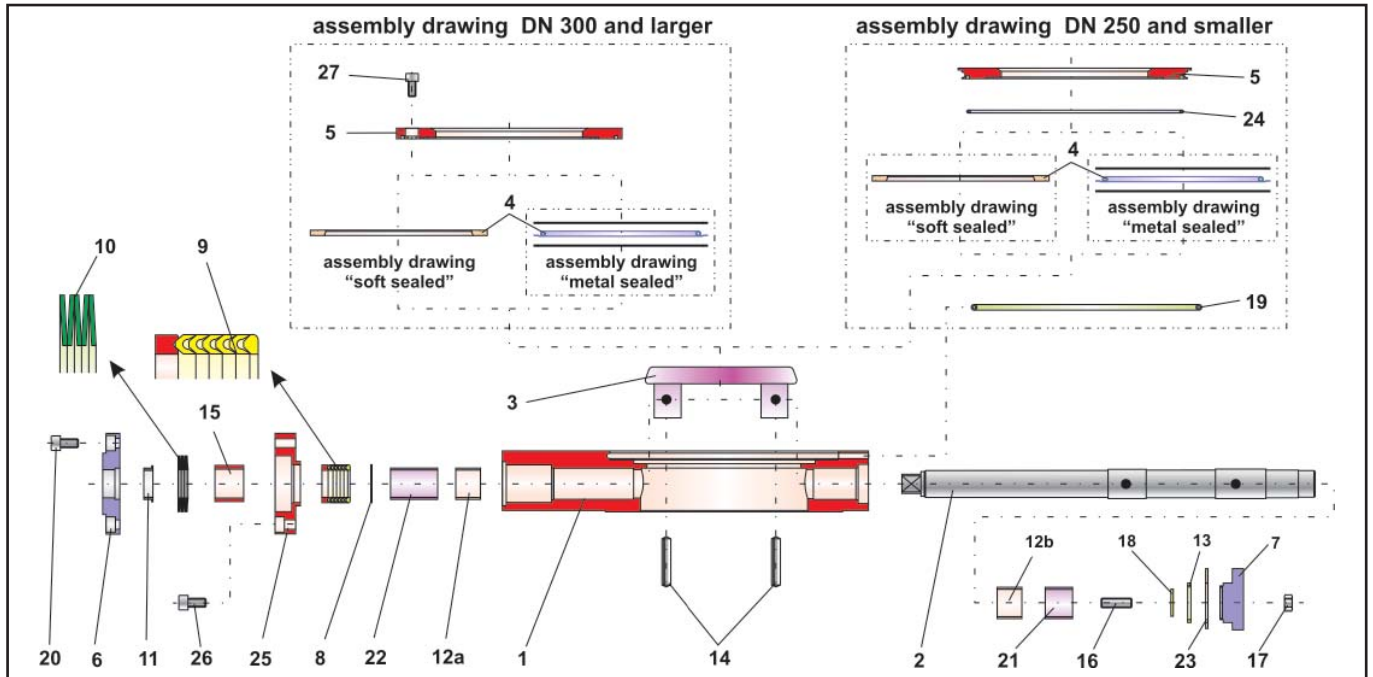 assembly drawing DN 300 and larger
assembly drawing DN 250 and smaller
27
5
5
24
4
4
assembly drawing
"soft sealed"
assembly drawing
"metal sealed"
assembly drawing
"soft sealed"
assembly drawing
"metal sealed"
10
9
19
3
15
12b
18
13
7
20
6
11
26
25
8
22
12a
1
14
2
21
16
23
17